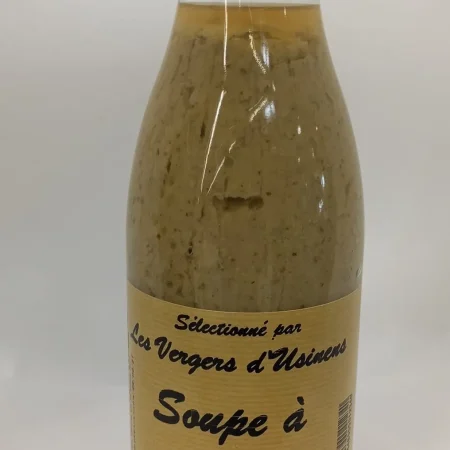 Sélectionné par
Les Vergers d'Usinens
Soupe à